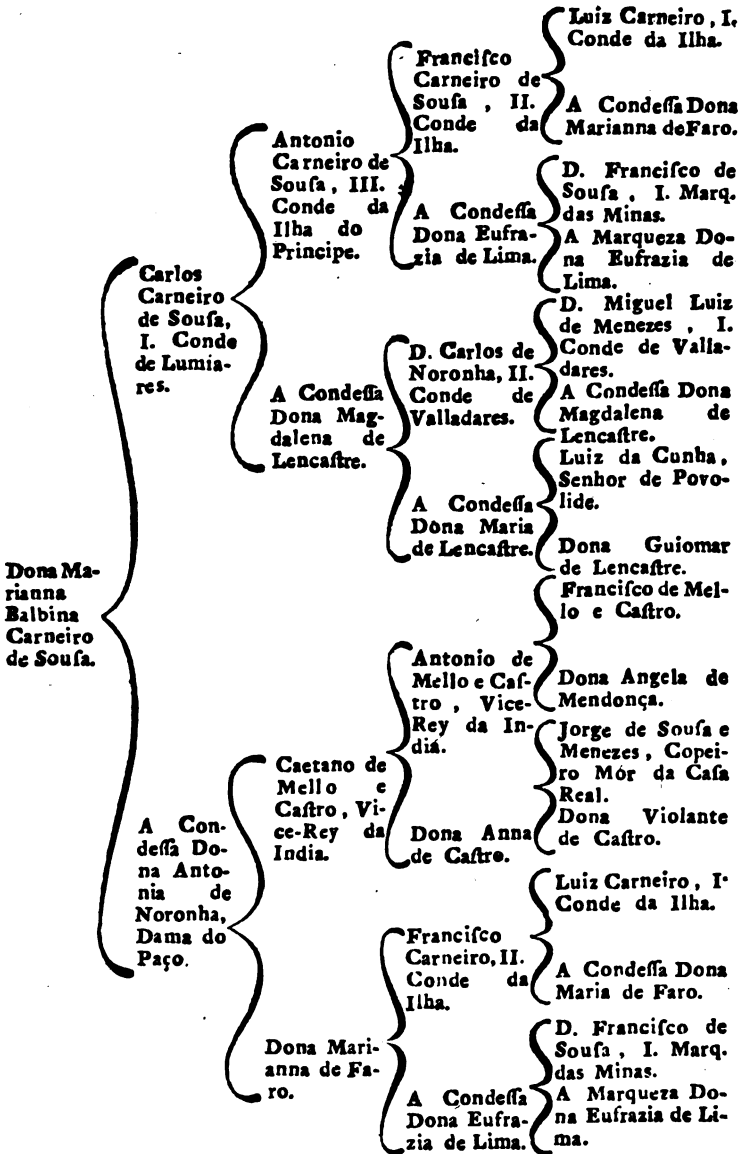 Dona Ma-
rianna
Balbina
Carneiro
de Souſa.
Carlos
Carneiro
de Souſa,
I. Conde
de Lumia-
res.
A Con-
deſſa Do-
na Anto-
nia de
Noronha,
Dama do
Paço.
Antonio
Carneiro de
Souſa, III.
Conde da
Ilha do
Principe.
A Condeſſa
Dona Mag-
dalena de
Lencaſtre.
Caetano de
Mello e
Caſtro, Vi-
ce-Rey da
India.
Dona Mari-
anna de Fa-
ro.
Franciſco
Carneiro de
Souſa, II.
Conde da
Ilha.
A Condeſſa
Dona Eufra-
zia de Lima.
D. Carlos de
Noronha, II.
Conde de
Valladares.
A Condeſſa
Dona Maria
de Lencaſtre.
Antonio de
Mello e Caſ-
tro, Vice-
Rey da In-
diá.
Dona Anna
de Caſtro.
Franciſco
Carneiro, II.
Conde da
Ilha.
A Condeſſa
Dona Eufra-
zia de Lima.
Luiz Carneiro, I.
Conde da Ilha.
A Condeſſa Dona
Marianna de Faro.
D. Franciſco de
Souſa, I. Marq.
das Minas.
A Marqueza Do-
na Eufrazia de
Lima.
D. Miguel Luiz
de Menezes, I.
Conde de Valla-
dares.
A Condeſſa Dona
Magdalena de
Lencaſtre.
Luiz da Cunha,
Senhor de Povo-
lide.
Dona Guiomar
de Lencaſtre.
Franciſco de Mel-
lo e Caſtro.
Dona Angela de
Mendonça.
Jorge de Souſa e
Menezes, Copei-
ro Mór da Caſa
Real.
Dona Violante
de Caſtro.
Luiz Carneiro, I.
Conde da Ilha.
A Condeſſa Dona
Maria de Faro.
D. Franciſco de
Souſa, I. Marq.
das Minas.
A Marqueza Do-
na Eufrazia de Li-
ma.